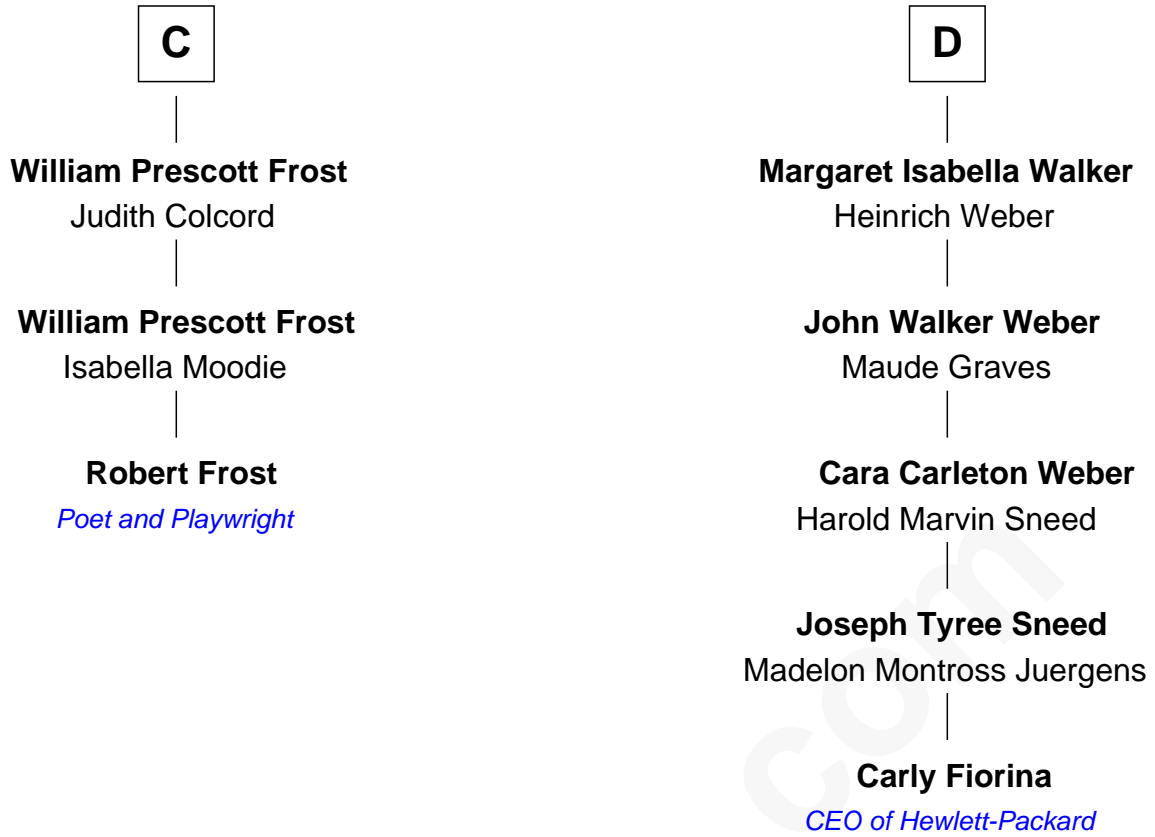 C
William Prescott Frost
Judith Colcord
William Prescott Frost
Isabella Moodie
Robert Frost
Poet and Playwright
D
Margaret Isabella Walker
Heinrich Weber
John Walker Weber
Maude Graves
Cara Carleton Weber
Harold Marvin Sneed
Joseph Tyree Sneed
Madelon Montross Juergens
Carly Fiorina
CEO of Hewlett-Packard
com